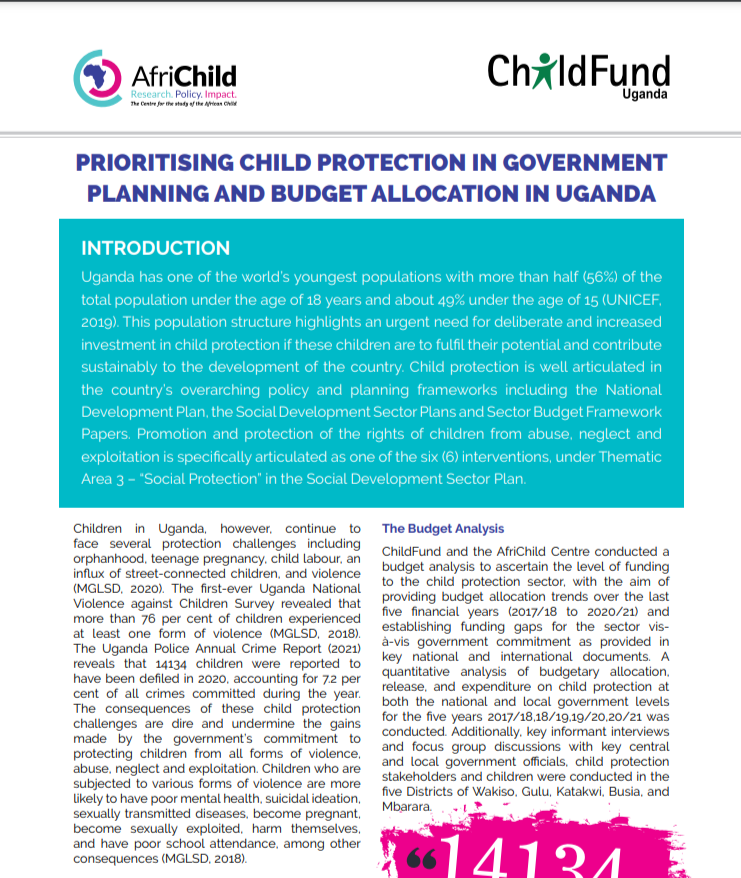 AfriChild
Research. Policy. Impact.
The Centre for the study of the African Child
ChildFund
Uganda
PRIORITISING CHILD PROTECTION IN GOVERNMENT
PLANNING AND BUDGET ALLOCATION IN UGANDA
INTRODUCTION
Uganda has one of the world's youngest populations with more than half (56%) of the
total population under the age of 18 years and about 49% under the age of 15 (UNICEF,
2019). This population structure highlights an urgent need for deliberate and increased
investment in child protection if these children are to fulfil their potential and contribute
sustainably to the development of the country. Child protection is well articulated in
the country's overarching policy and planning frameworks including the National
Development Plan, the Social Development Sector Plans and Sector Budget Framework
Papers. Promotion and protection of the rights of children from abuse, neglect and
exploitation is specifically articulated as one of the six (6) interventions, under Thematic
Area 3 – “Social Protection” in the Social Development Sector Plan.
Children in Uganda, however, continue to
face several protection challenges including
orphanhood, teenage pregnancy, child labour, an
influx of street-connected children, and violence
(MGLSD, 2020). The first-ever Uganda National
Violence against Children Survey revealed that
more than 76 per cent of children experienced
at least one form of violence (MGLSD, 2018).
The Uganda Police Annual Crime Report (2021)
reveals that 14134 children were reported to
have been defiled in 2020, accounting for 7.2 per
cent of all crimes committed during the year.
The consequences of these child protection
challenges are dire and undermine the gains
made by the government's commitment to
protecting children from all forms of violence,
abuse, neglect and exploitation. Children who are
subjected to various forms of violence are more
likely to have poor mental health, suicidal ideation,
sexually transmitted diseases, become pregnant,
become sexually exploited, harm themselves,
and have poor school attendance, among other
consequences (MGLSD, 2018).
The Budget Analysis
ChildFund and the AfriChild Centre conducted a
budget analysis to ascertain the level of funding
to the child protection sector, with the aim of
providing budget allocation trends over the last
five financial years (2017/18 to 2020/21) and
establishing funding gaps for the sector vis-
à-vis government commitment as provided in
key national and international documents. A
quantitative analysis of budgetary allocation,
release, and expenditure on child protection at
both the national and local government levels
for the five years 2017/18,18/19,19/20,20/21 was
conducted. Additionally, key informant interviews
and focus group discussions with key central
and local government officials, child protection
stakeholders and children were conducted in the
five Districts of Wakiso, Gulu, Katakwi, Busia, and
Mbarara.
“14134